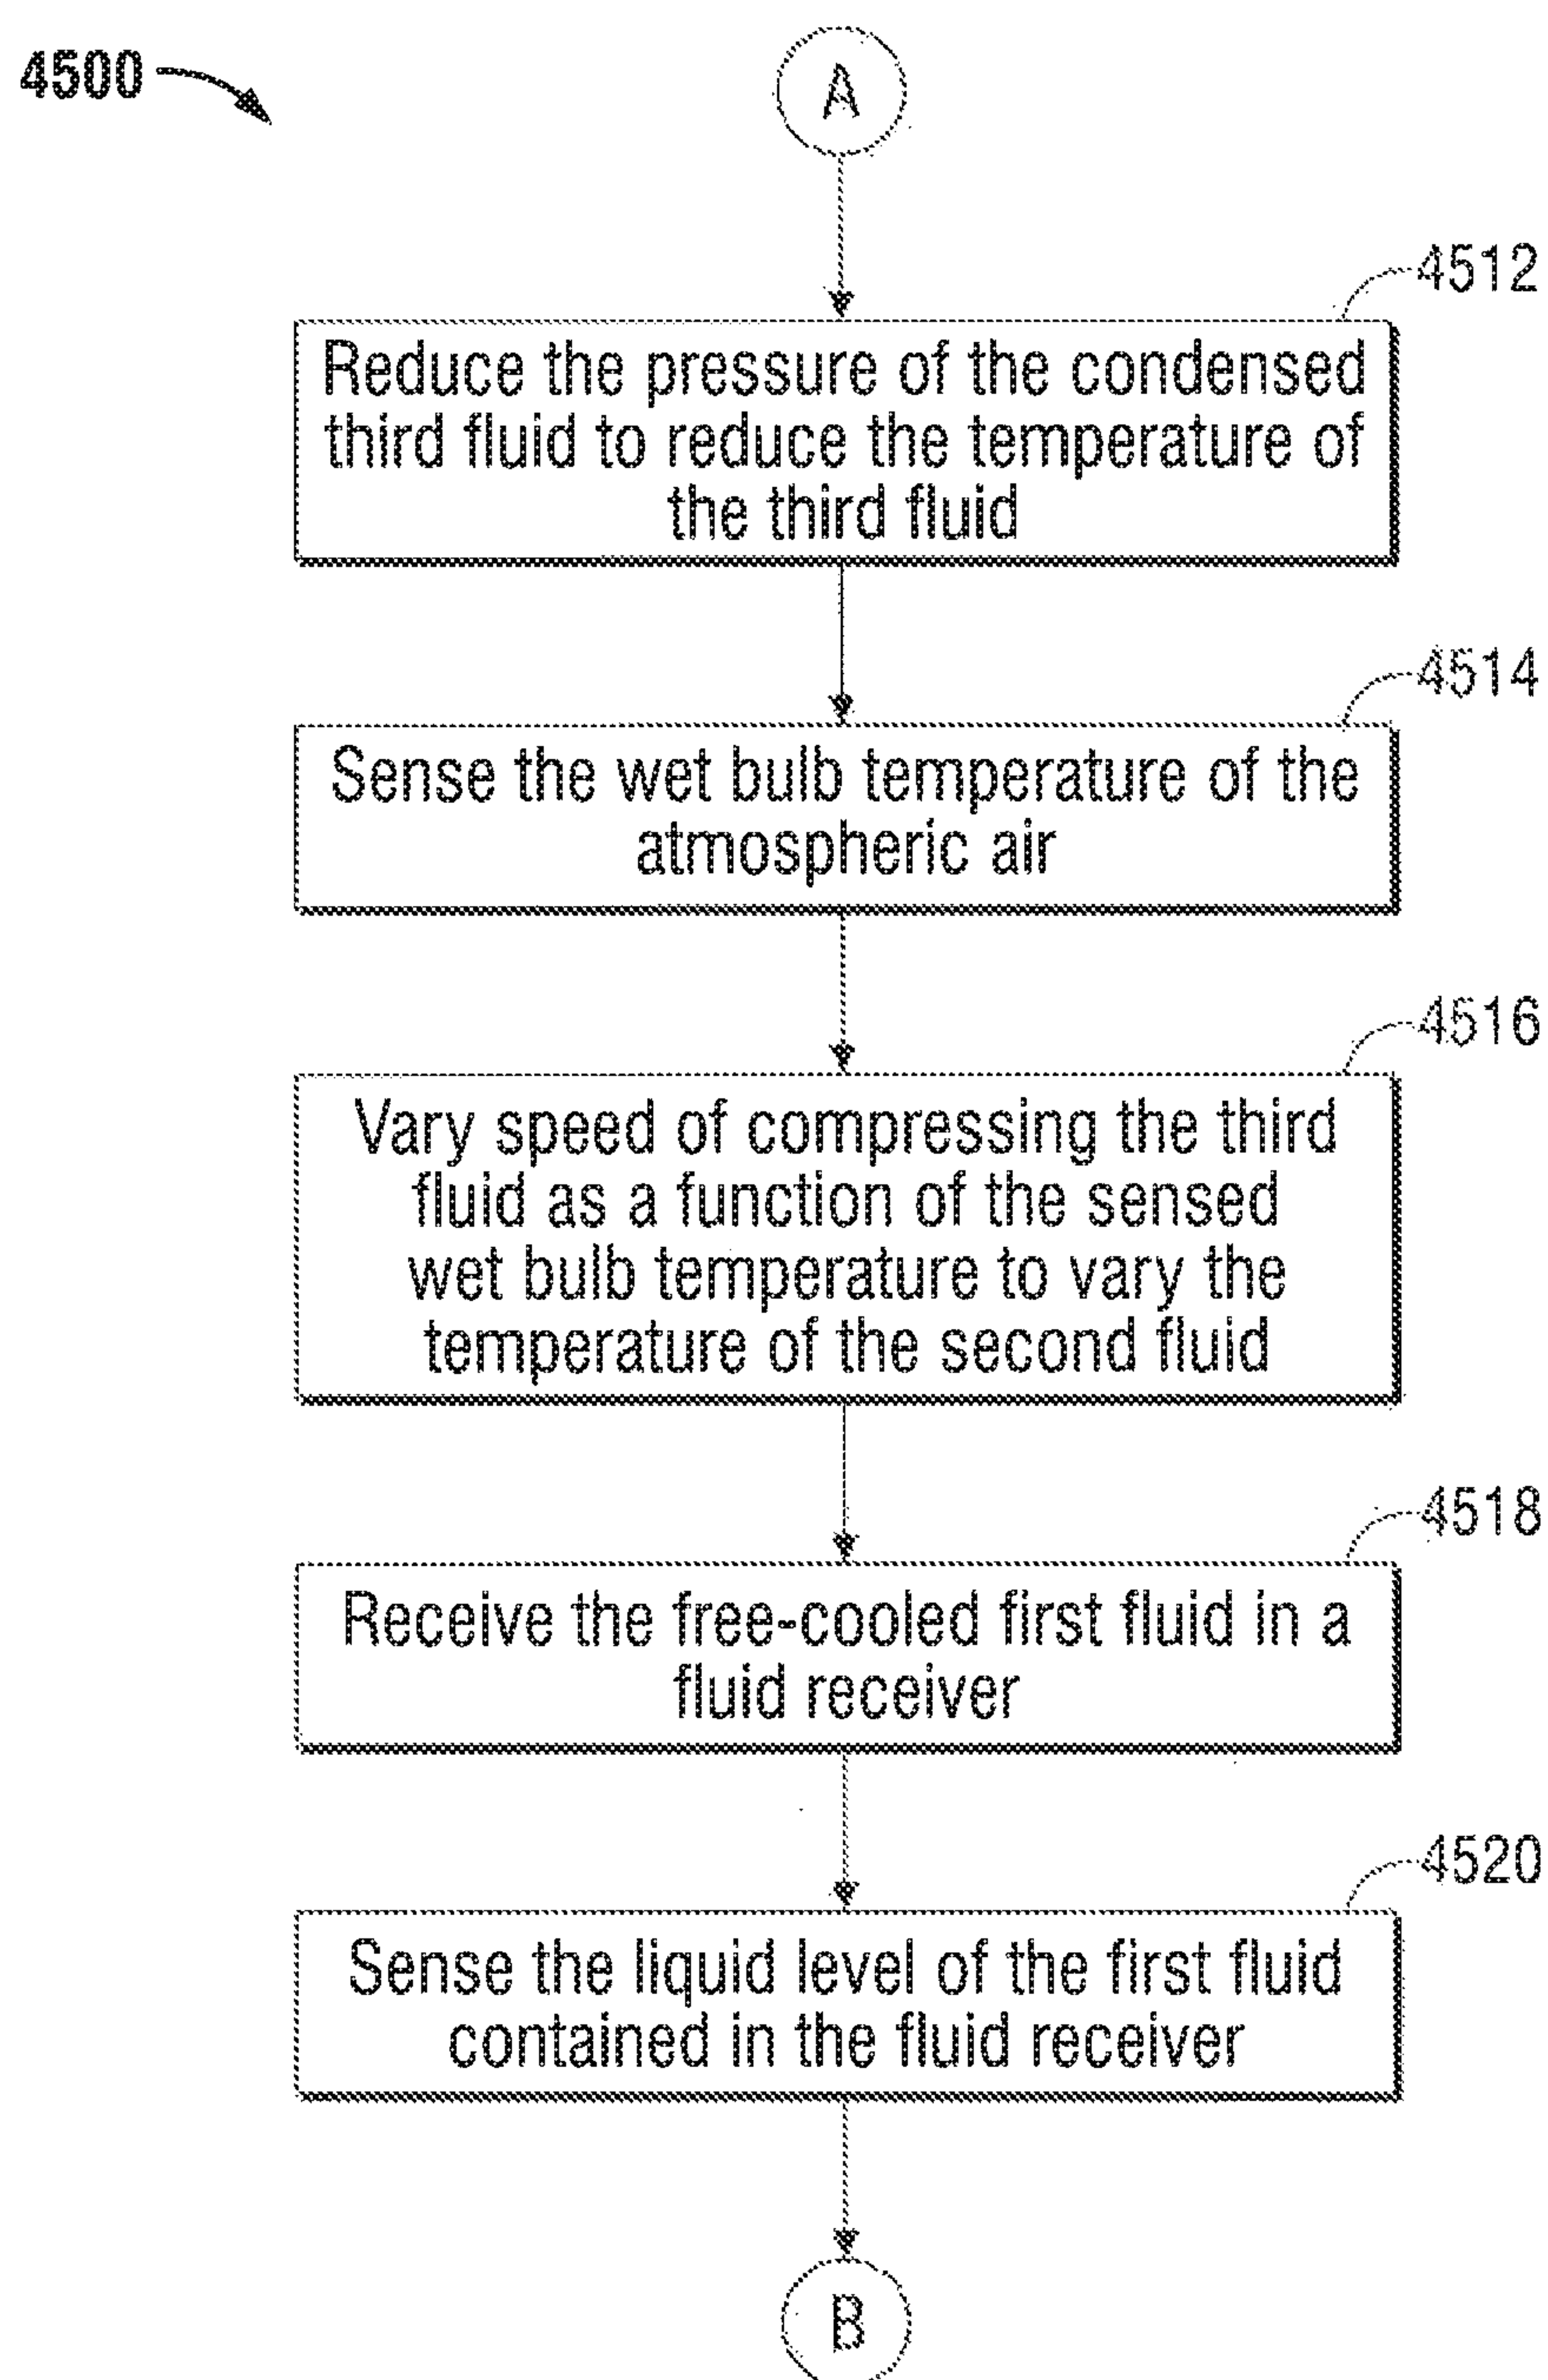 4500
A
4512
Reduce the pressure of the condensed
third fluid to reduce the temperature of
the third fluid
4514
Sense the wet bulb temperature of the
atmospheric air
4516
Vary speed of compressing the third
fluid as a function of the sensed
wet bulb temperature to vary the
temperature of the second fluid
4518
Receive the free-cooled first fluid in a
fluid receiver
4520
Sense the liquid level of the first fluid
contained in the fluid receiver
B